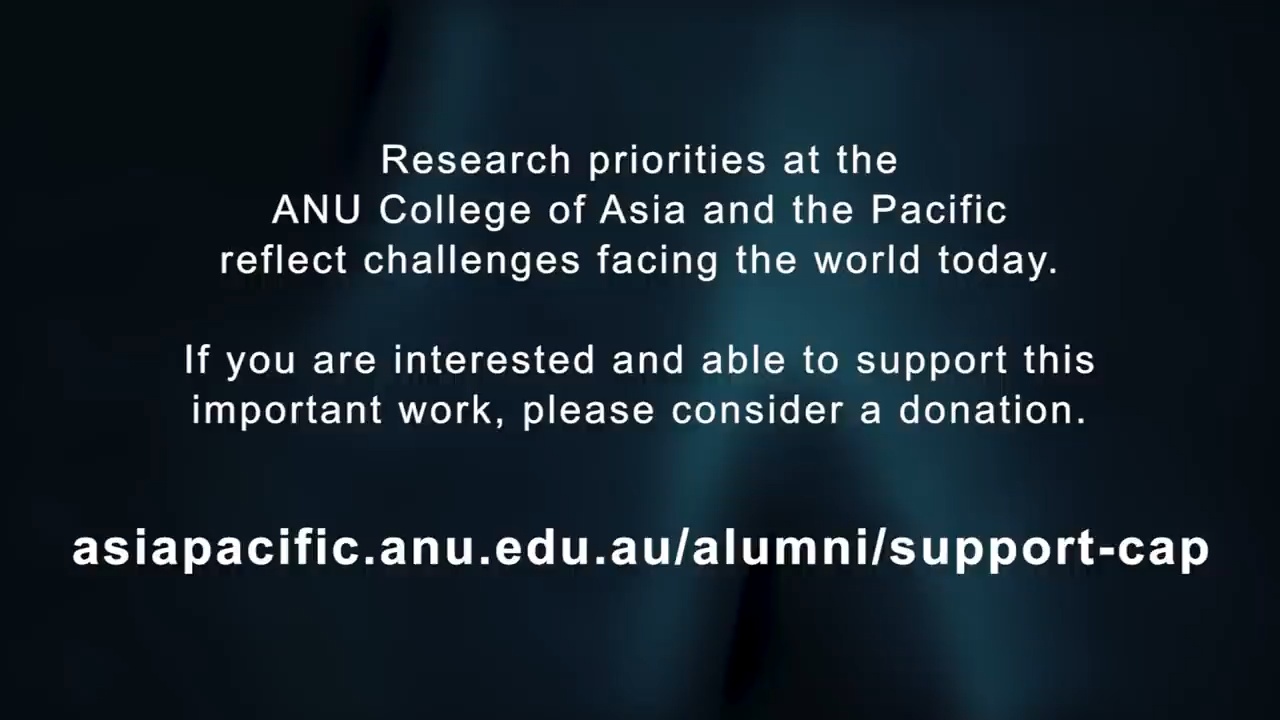 Research priorities at the
ANU College of Asia and the Pacific
reflect challenges facing the world today.
If you are interested and able to support this
important work, please consider a donation.
asiapacific.anu.edu.au/alumni/support-cap